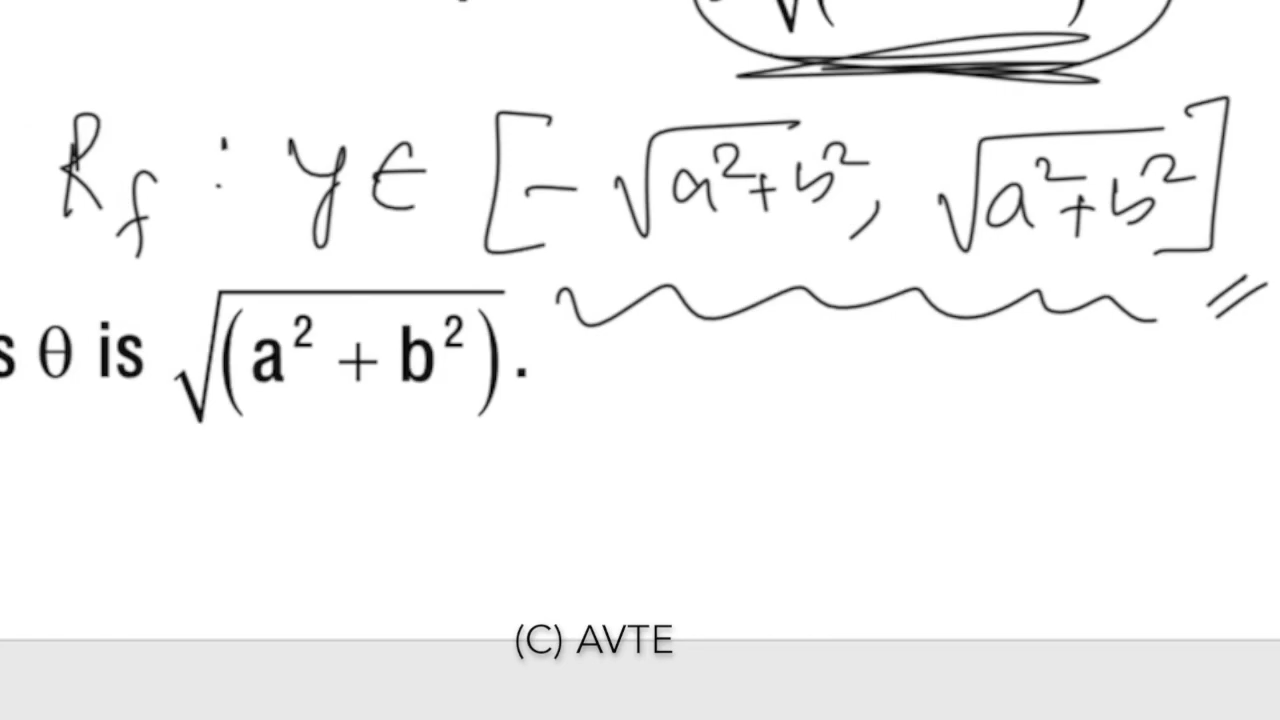 R_f : y ∈ [-√(a²+b²), √(a²+b²)]
s θ is √(a² + b²).
(C) AVTE